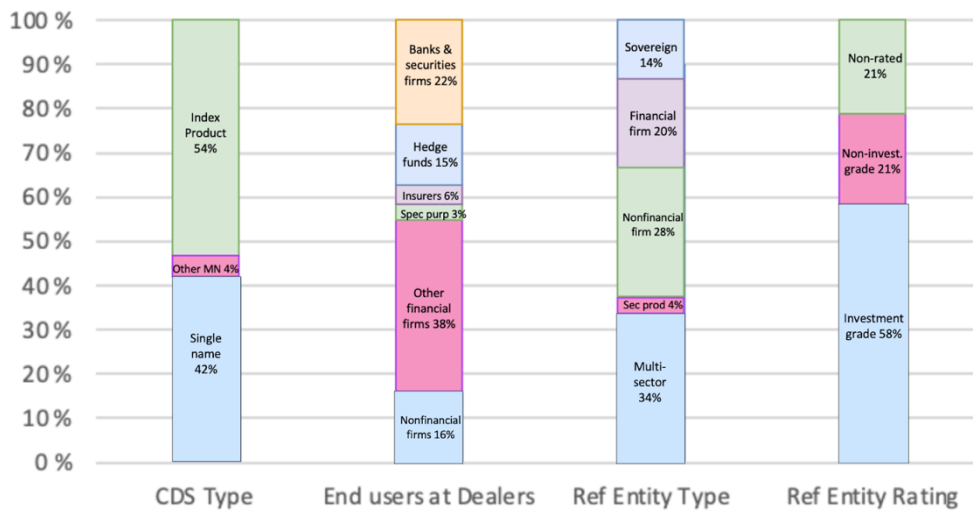 100 %
90 %
80 %
70 %
60 %
50 %
40 %
30 %
20 %
10 %
0 %
Index
Product
54%
Other MN 4%
Single
name
42%
Banks &
securities
firms 22%
Hedge
funds 15%
Insurers 6%
Spec purp 3%
Other
financial
firms 38%
Nonfinancial
firms 16%
Sovereign
14%
Financial
firm 20%
Nonfinancial
firm 28%
Sec prod 4%
Multi-
sector
34%
Non-rated
21%
Non-invest.
grade 21%
Investment
grade 58%
CDS Type
End users at Dealers
Ref Entity Type
Ref Entity Rating